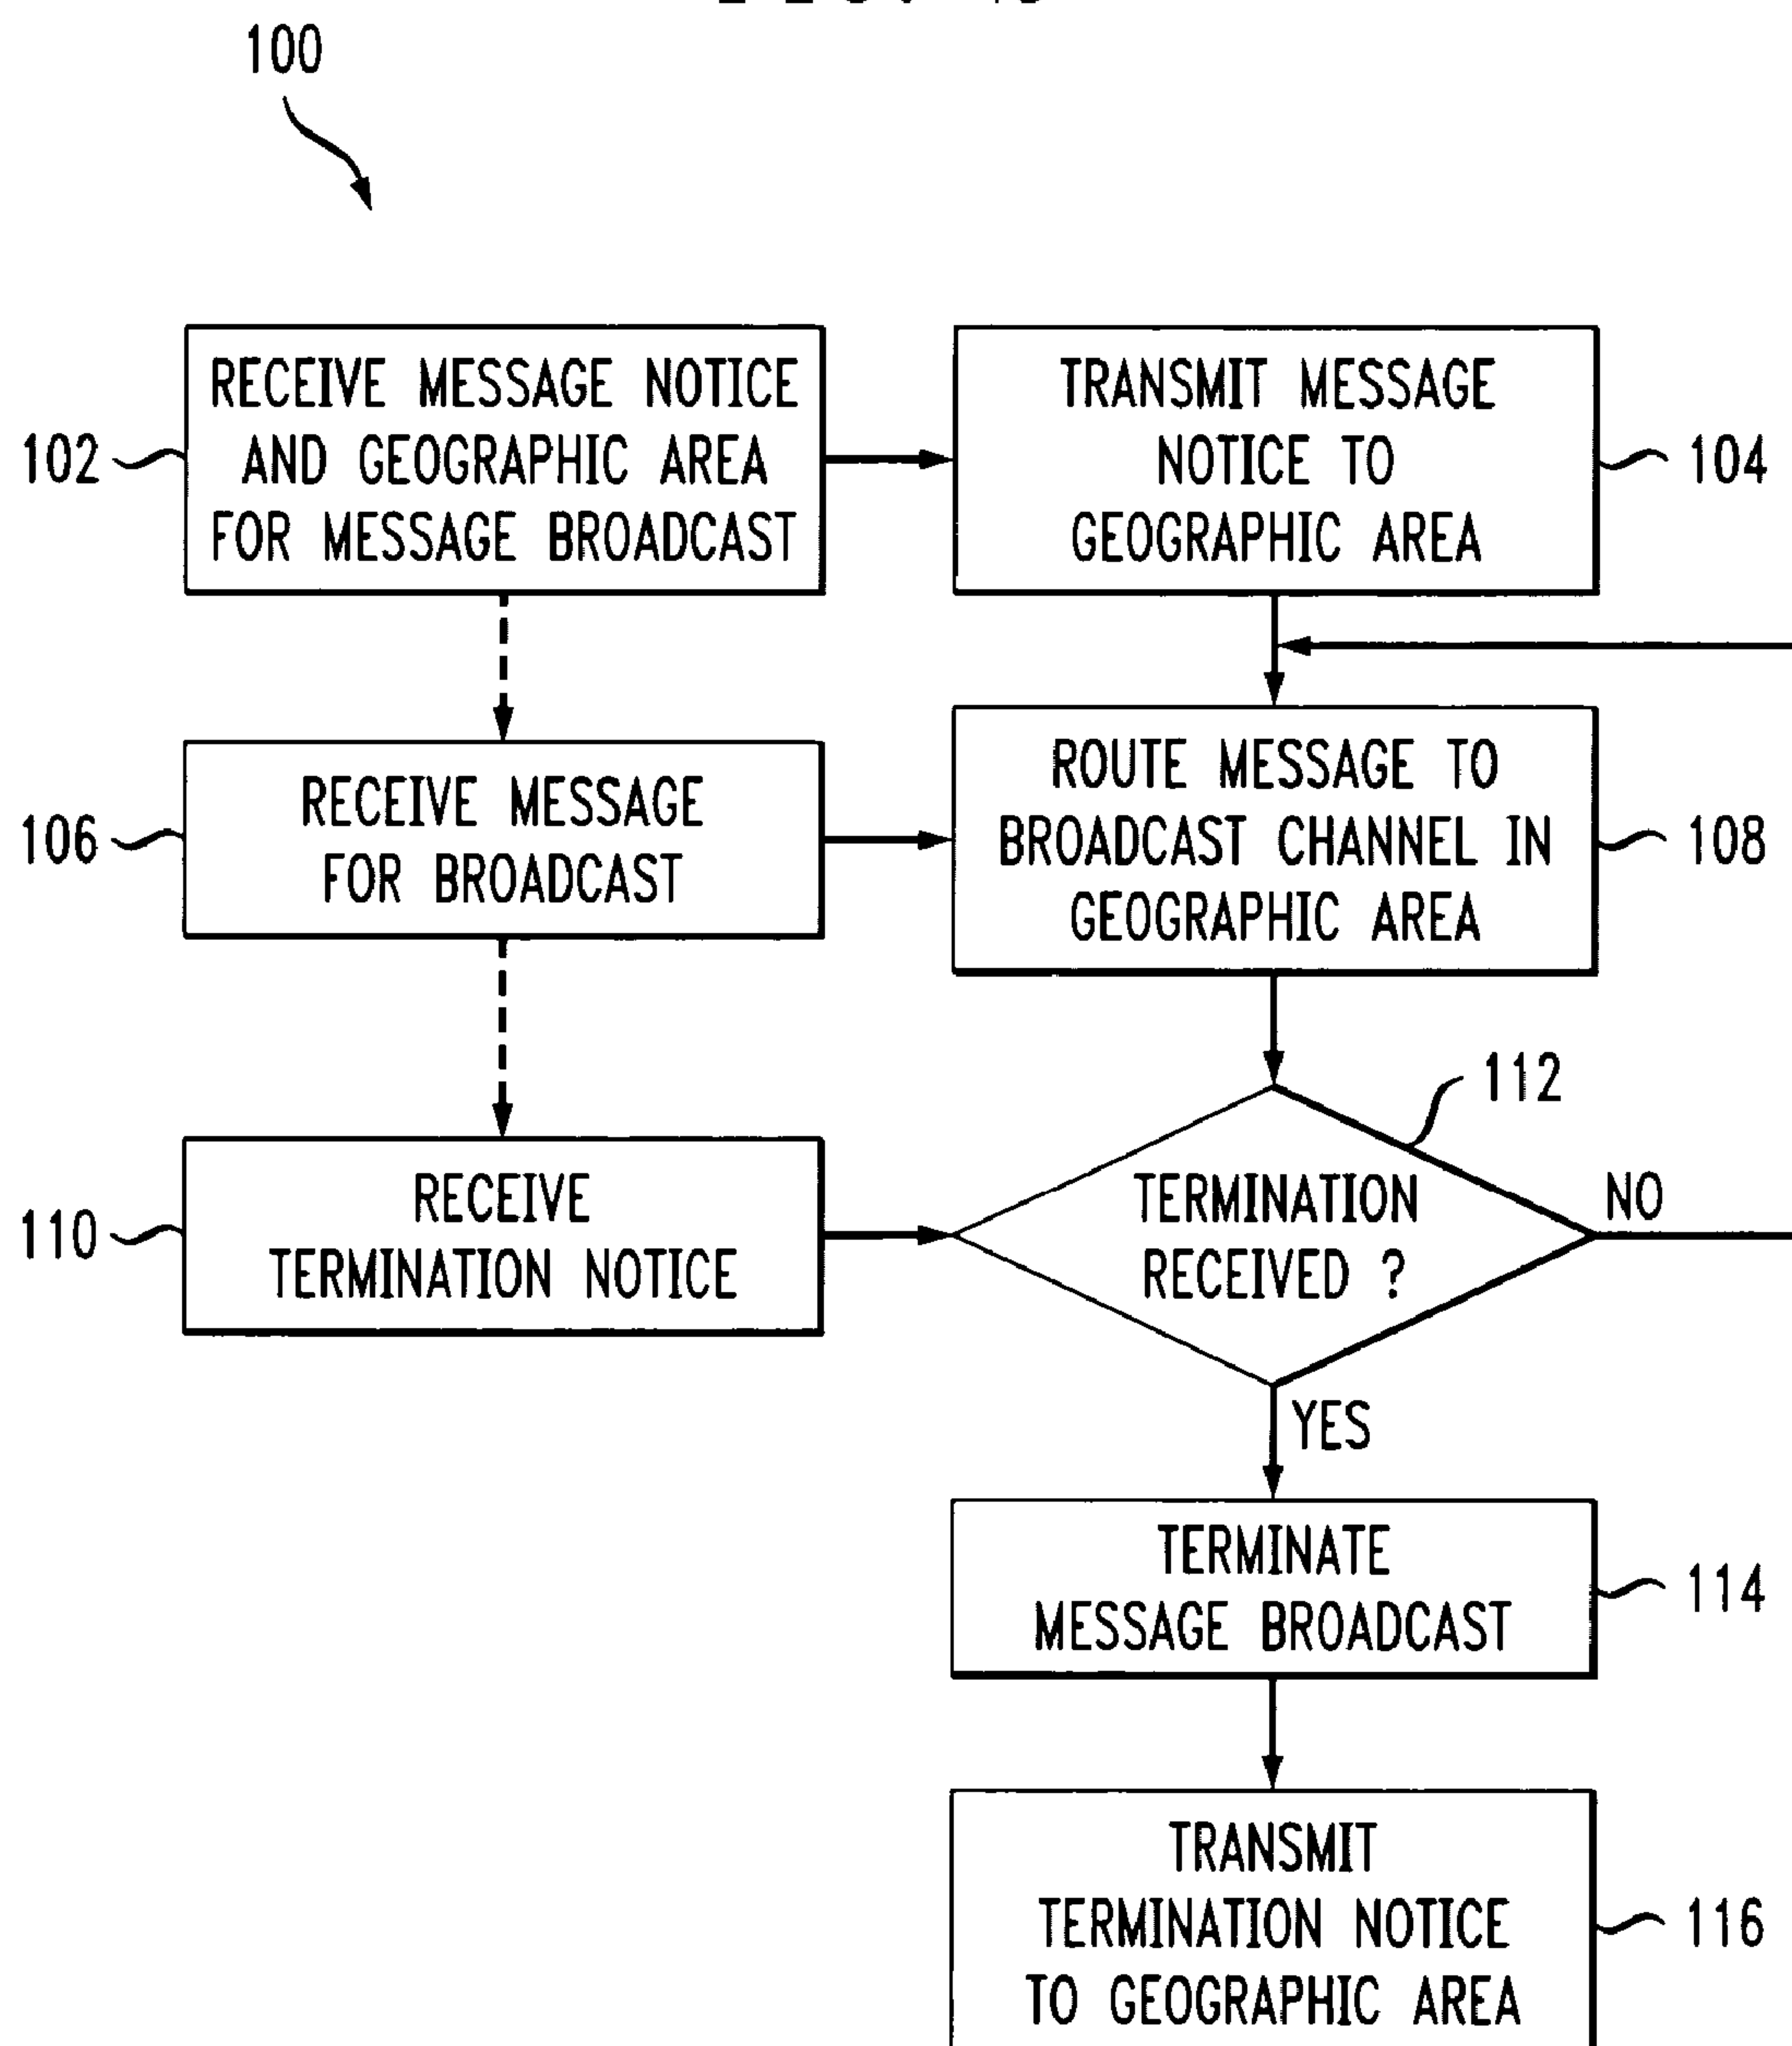 100
RECEIVE MESSAGE NOTICE
AND GEOGRAPHIC AREA
FOR MESSAGE BROADCAST
102
TRANSMIT MESSAGE
NOTICE TO
GEOGRAPHIC AREA
104
RECEIVE MESSAGE
FOR BROADCAST
106
ROUTE MESSAGE TO
BROADCAST CHANNEL IN
GEOGRAPHIC AREA
108
RECEIVE
TERMINATION NOTICE
110
112
TERMINATION
RECEIVED ?
NO
YES
TERMINATE
MESSAGE BROADCAST
114
TRANSMIT
TERMINATION NOTICE
TO GEOGRAPHIC AREA
116